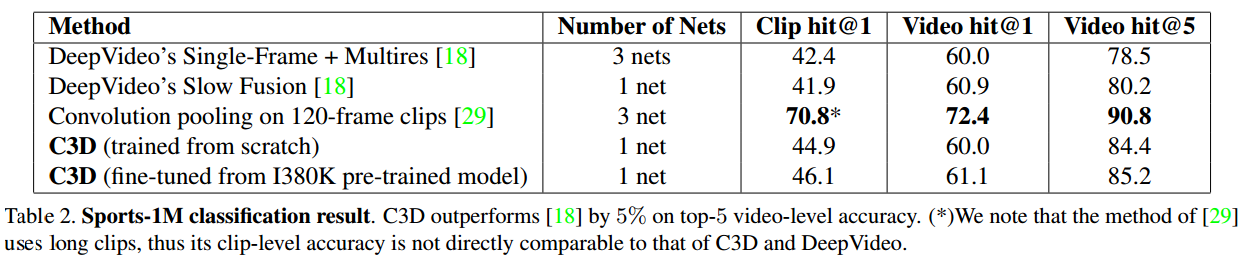 Method Number of Nets Clip hit@1 Video hit@1 Video hit@5
DeepVideo's Single-Frame + Multires [18] 3 nets 42.4 60.0 78.5
DeepVideo's Slow Fusion [18] 1 net 41.9 60.9 80.2
Convolution pooling on 120-frame clips [29] 3 net 70.8* 72.4 90.8
C3D (trained from scratch) 1 net 44.9 60.0 84.4
C3D (fine-tuned from I380K pre-trained model) 1 net 46.1 61.1 85.2
Table 2. Sports-1M classification result. C3D outperforms [18] by 5% on top-5 video-level accuracy. (*)We note that the method of [29]
uses long clips, thus its clip-level accuracy is not directly comparable to that of C3D and DeepVideo.